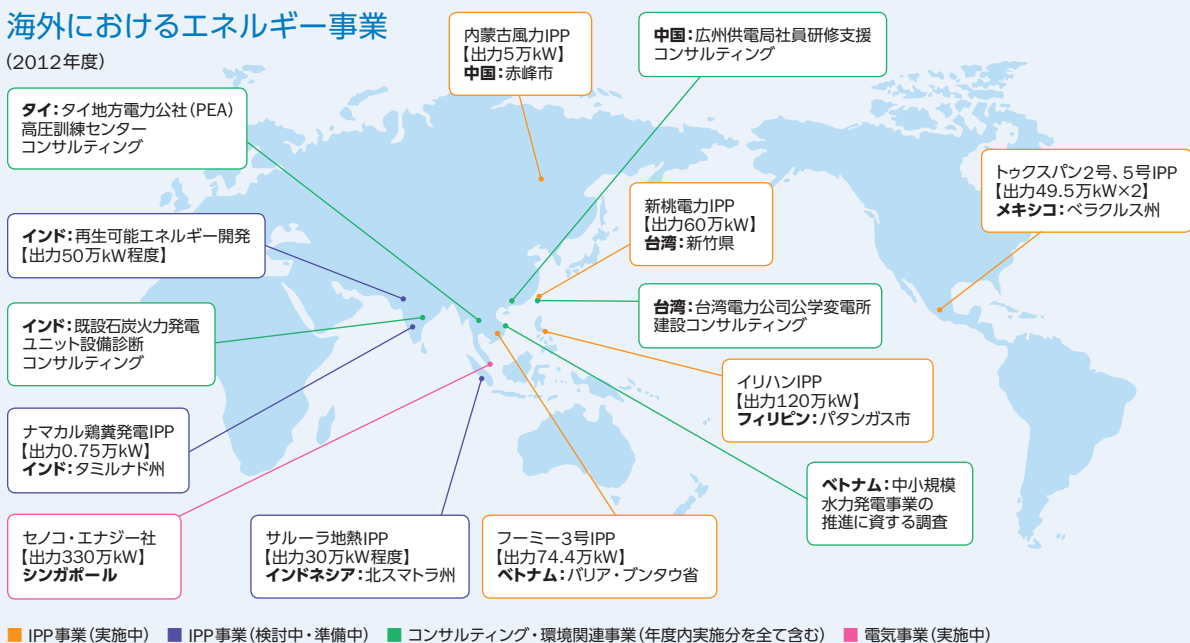 海外におけるエネルギー事業
(2012年度)
内蒙古風力IPP
【出力5万kW】
中国：赤峰市
中国：広州供電局社員研修支援
コンサルティング
タイ：タイ地方電力公社(PEA)
高圧訓練センター
コンサルティング
トゥクスパン2号、5号IPP
【出力49.5万kW×2】
メキシコ：ベラクルス州
新桃電力IPP
【出力60万kW】
台湾：新竹県
インド：再生可能エネルギー開発
【出力50万kW程度】
台湾：台湾電力公司公学変電所
建設コンサルティング
インド：既設石炭火力発電
ユニット設備診断
コンサルティング
イリハンIPP
【出力120万kW】
フィリピン：バタンガス市
ナマカル鶏糞発電IPP
【出力0.75万kW】
インド：タミルナド州
ベトナム：中小規模
水力発電事業の
推進に資する調査
セノコ・エナジー社
【出力330万kW】
シンガポール
サルーラ地熱IPP
【出力30万kW程度】
インドネシア：北スマトラ州
フーミー3号IPP
【出力74.4万kW】
ベトナム：バリア・ブンタウ省
IPP事業(実施中) IPP事業(検討中・準備中) コンサルティング・環境関連事業(年度内実施分を全て含む) 電気事業(実施中)